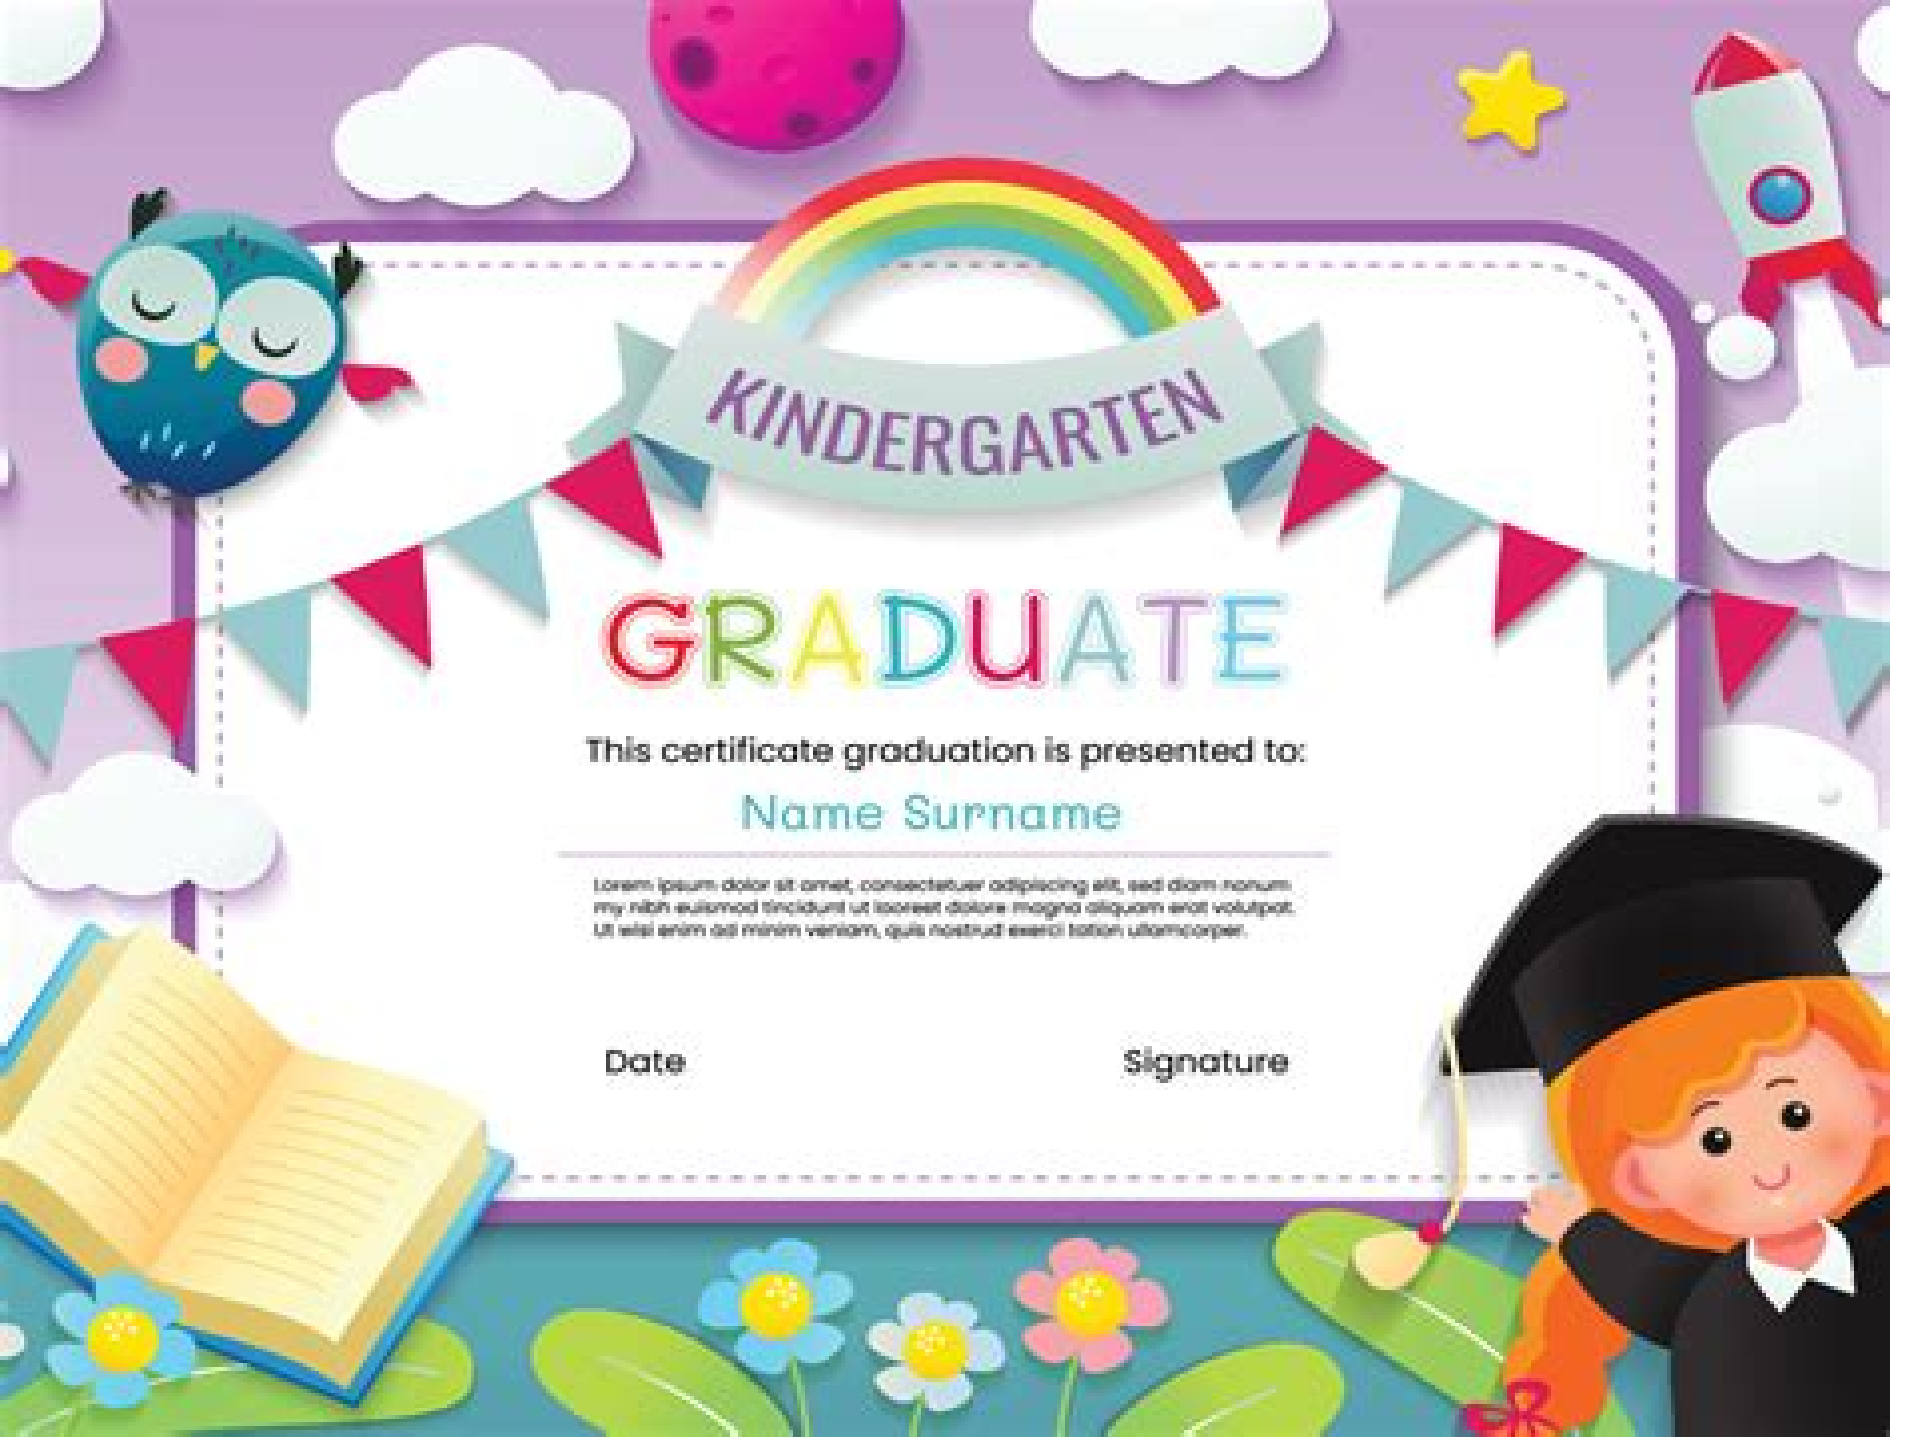 KINDERGARTEN
GRADUATE
This certificate graduation is presented to:
Name Surname
Lorem ipsum dolor sit amet, consectetuer adipiscing elit, sed diam nonum
my nibh euismod tincidunt ut laoreet dolore magna aliquam erat volutpat.
Ut wisi enim ad minim veniam, quis nostrud exerci tation ullamcorper.
Date
Signature